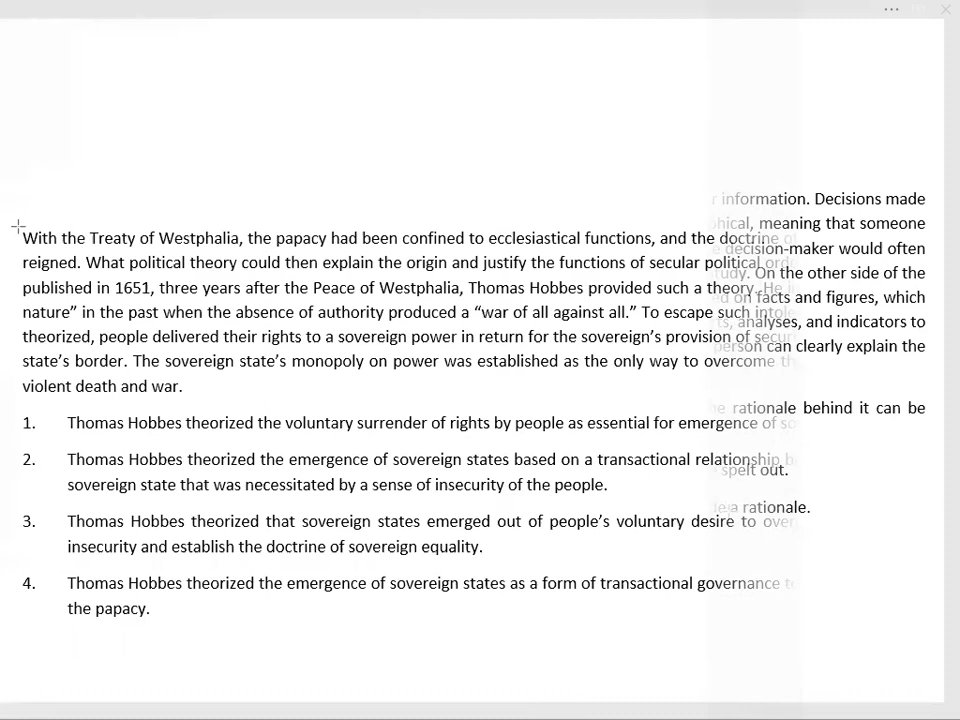 information. Decisions made
meaning that someone
With the Treaty of Westphalia, the papacy had been confined to ecclesiastical functions, and the doctrine
decision-maker would often
reigned. What political theory could then explain the origin and justify the functions of secular political
On the other side of the
published in 1651, three years after the Peace of Westphalia, Thomas Hobbes provided such a theory. He
on facts and figures, which
nature” in the past when the absence of authority produced a “war of all against all.” To escape such
analyses, and indicators to
theorized, people delivered their rights to a sovereign power in return for the sovereign’s provision of
person can clearly explain the
state’s border. The sovereign state’s monopoly on power was established as the only way to overcome
violent death and war.
rationale behind it can be
1. Thomas Hobbes theorized the voluntary surrender of rights by people as essential for emergence of
2. Thomas Hobbes theorized the emergence of sovereign states based on a transactional relationship
spelt out.
sovereign state that was necessitated by a sense of insecurity of the people.
a rationale.
3. Thomas Hobbes theorized that sovereign states emerged out of people’s voluntary desire to
insecurity and establish the doctrine of sovereign equality.
4. Thomas Hobbes theorized the emergence of sovereign states as a form of transactional governance
the papacy.